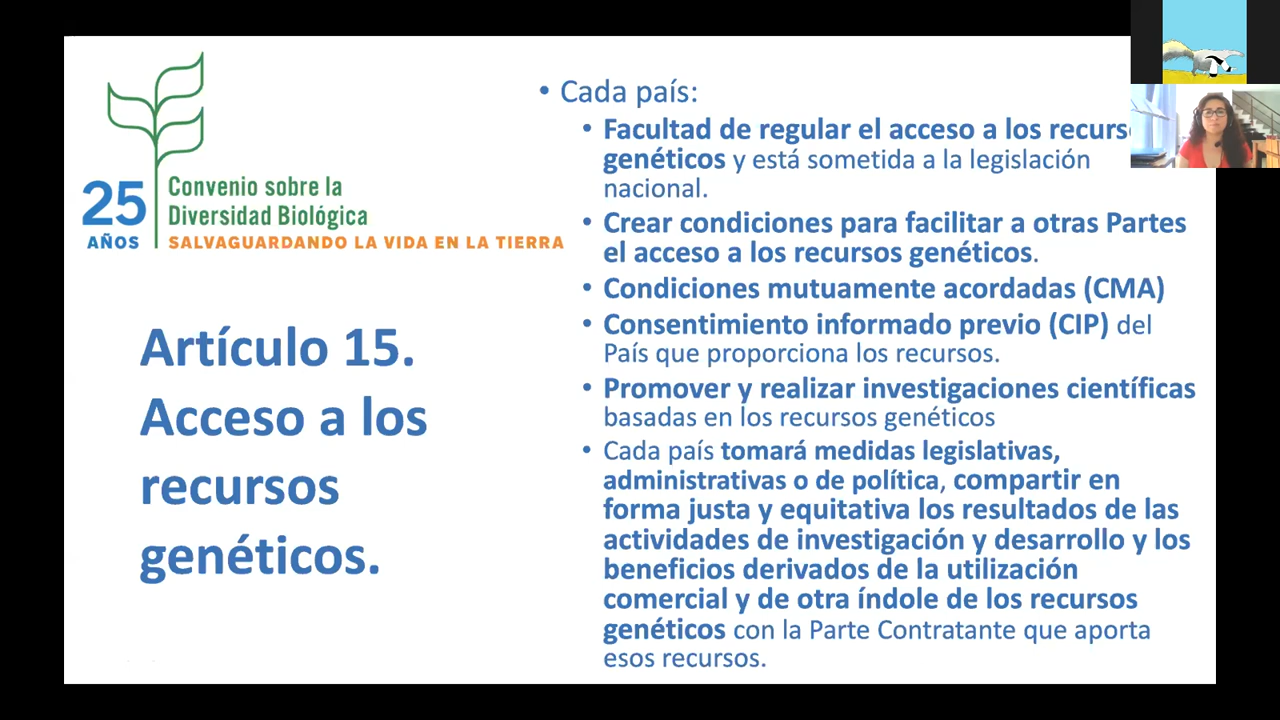 25
AÑOS
Convenio sobre la
Diversidad Biológica
SALVAGUARDANDO LA VIDA EN LA TIERRA
Artículo 15.
Acceso a los
recursos
genéticos.
• Cada país:
• Facultad de regular el acceso a los
genéticos y está sometida a la legislación
nacional.
• Crear condiciones para facilitar a otras Partes
el acceso a los recursos genéticos.
• Condiciones mutuamente acordadas (CMA)
• Consentimiento informado previo (CIP) del
País que proporciona los recursos.
• Promover y realizar investigaciones científicas
basadas en los recursos genéticos
• Cada país tomará medidas legislativas,
administrativas o de política, compartir en
forma justa y equitativa los resultados de las
actividades de investigación y desarrollo y los
beneficios derivados de la utilización
comercial y de otra índole de los recursos
genéticos con la Parte Contratante que aporta
esos recursos.